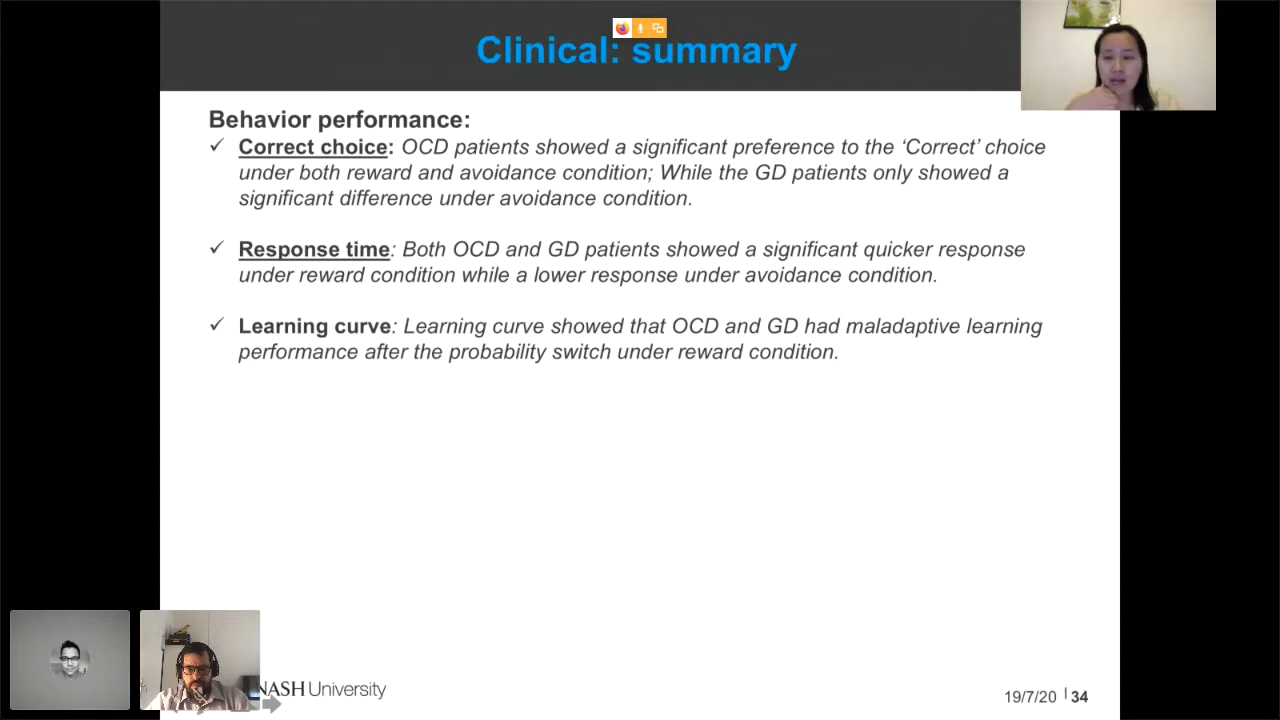 Clinical: summary
Behavior performance:
✓ Correct choice: OCD patients showed a significant preference to the ‘Correct’ choice
under both reward and avoidance condition; While the GD patients only showed a
significant difference under avoidance condition.
✓ Response time: Both OCD and GD patients showed a significant quicker response
under reward condition while a lower response under avoidance condition.
✓ Learning curve: Learning curve showed that OCD and GD had maladaptive learning
performance after the probability switch under reward condition.
NASH University
19/7/20 | 34